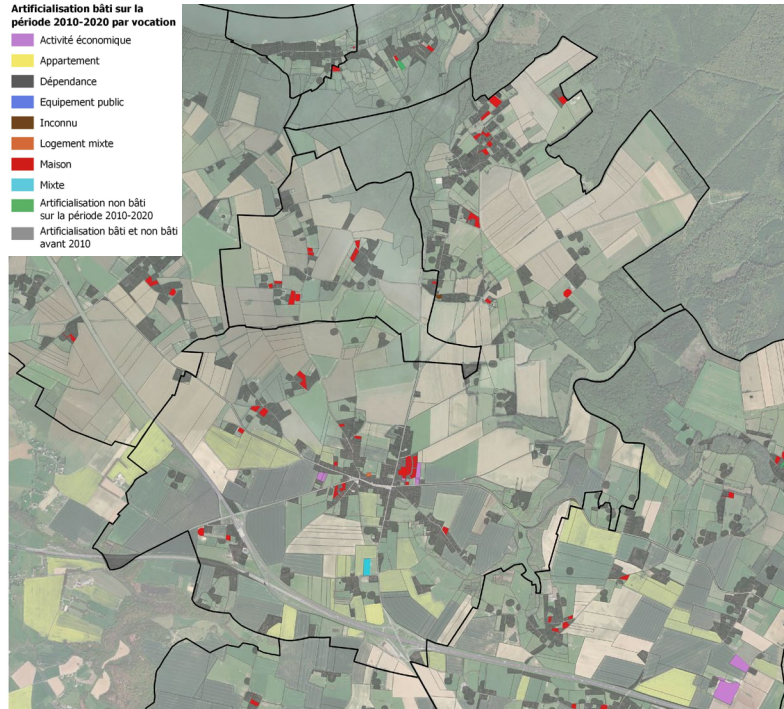 Artificialisation bâti sur la
période 2010-2020 par vocation
Activité économique
Appartement
Dépendance
Equipement public
Inconnu
Logement mixte
Maison
Mixte
Artificialisation non bâti
sur la période 2010-2020
Artificialisation bâti et non bâti
avant 2010